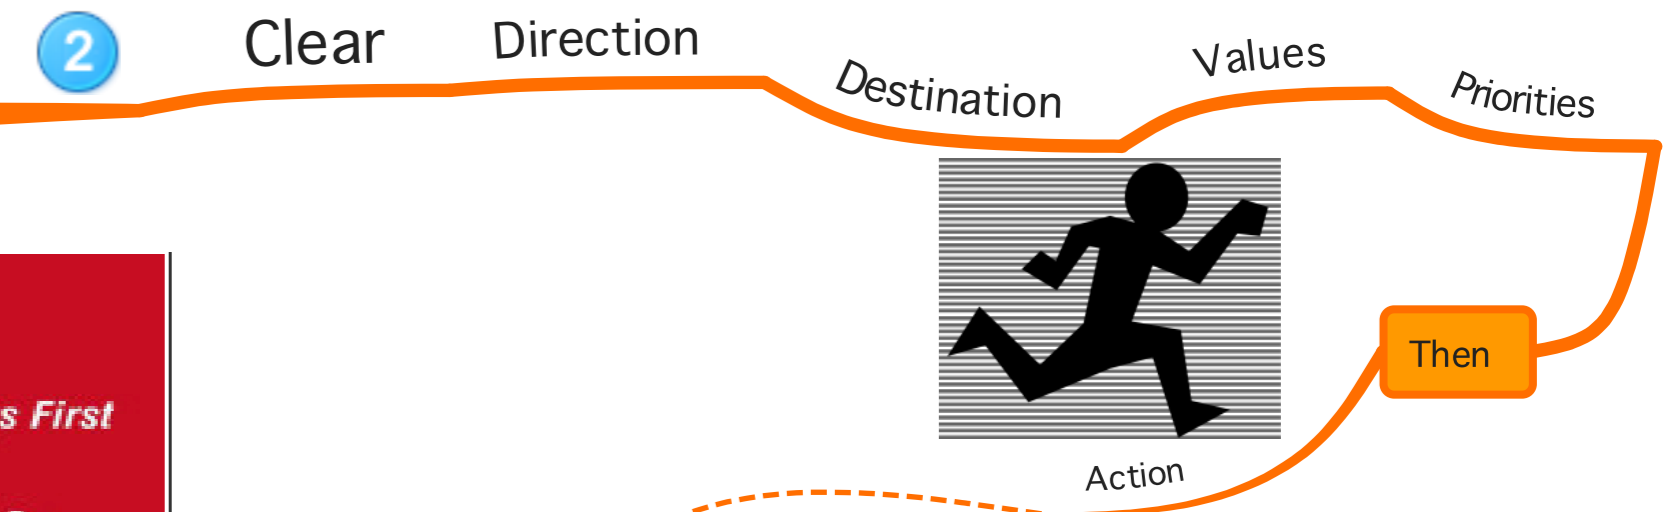 2
Clear
Direction
Destination
Values
Priorities
Then
s First
Action